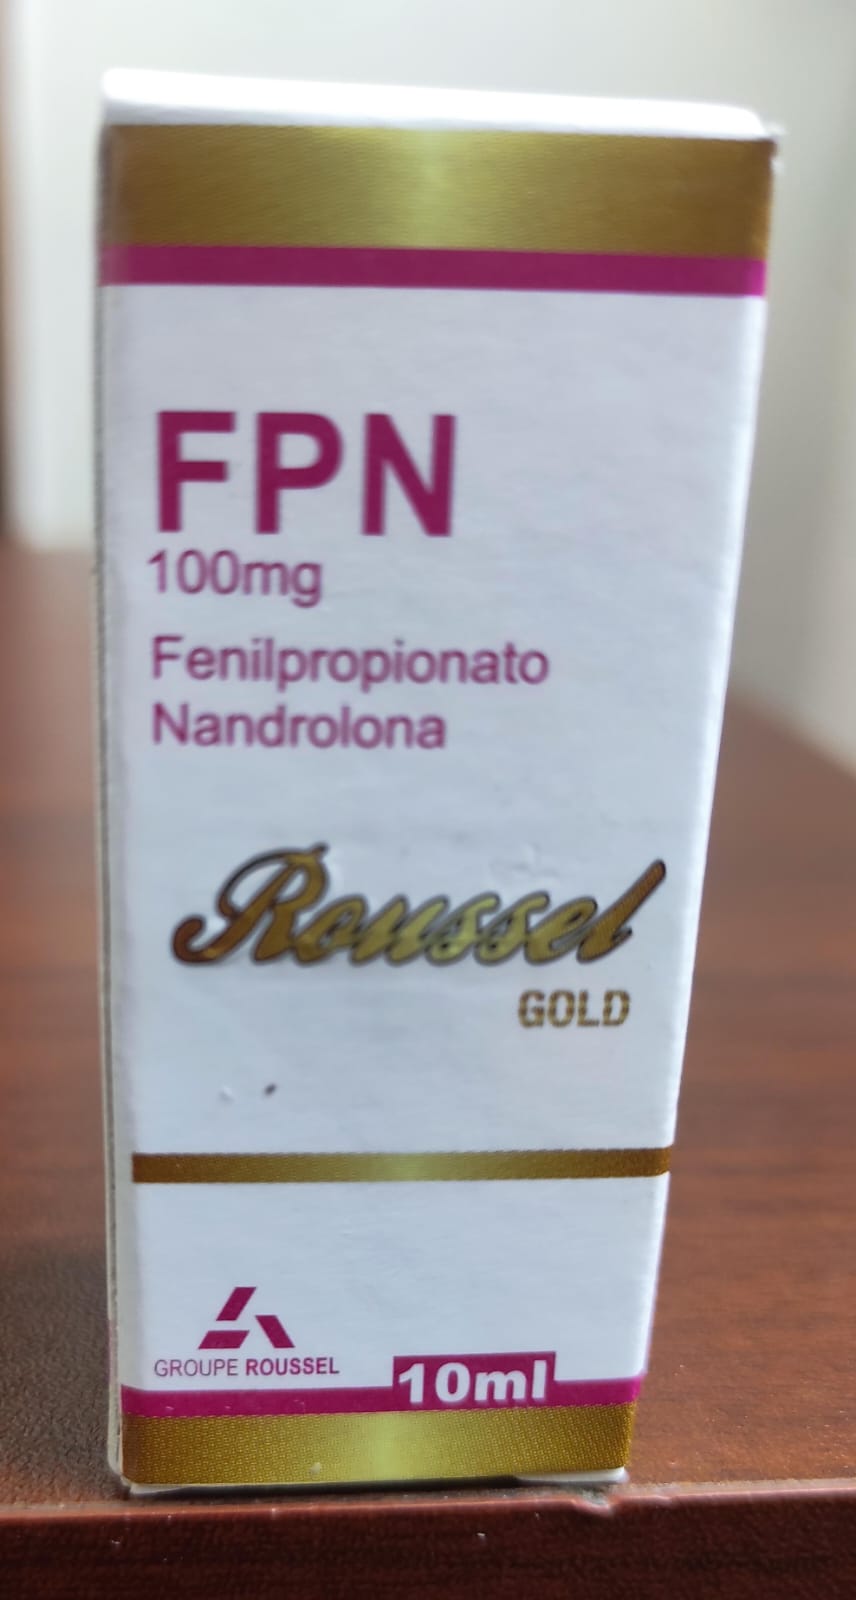 FPN
100mg
Fenilpropionato
Nandrolona
Roussel
GOLD
GROUPE ROUSSEL
10ml